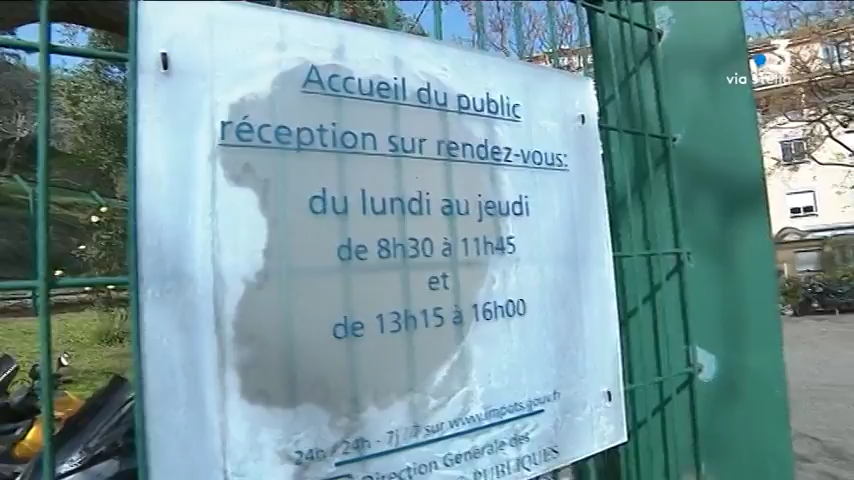 via Stella
Accueil du public
réception sur rendez-vous:
du lundi au jeudi
de 8h30 à 11h45
et
de 13h15 à 16h00
24h / 24h - 7j / 7 sur www.impots.gouv.fr
Direction Générale des
PUBLIQUES